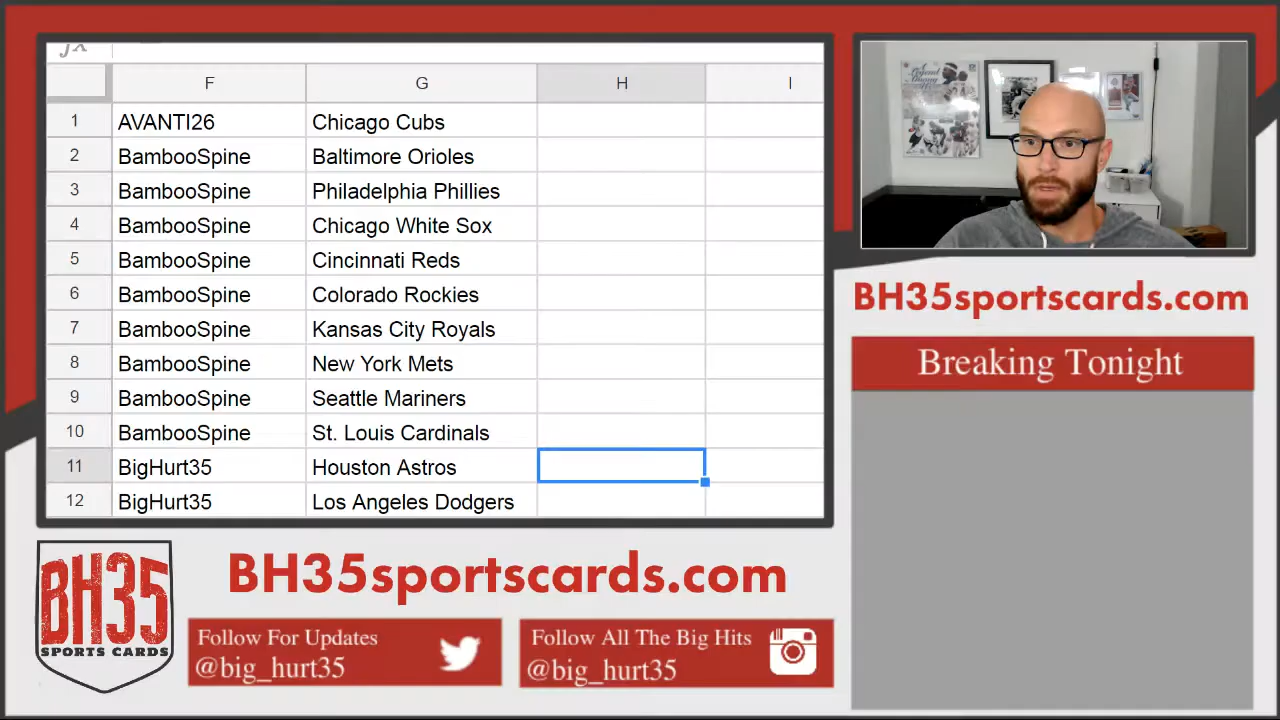 fx
F G H I
1 AVANTI26 Chicago Cubs
2 BambooSpine Baltimore Orioles
3 BambooSpine Philadelphia Phillies
4 BambooSpine Chicago White Sox
5 BambooSpine Cincinnati Reds
6 BambooSpine Colorado Rockies
7 BambooSpine Kansas City Royals
8 BambooSpine New York Mets
9 BambooSpine Seattle Mariners
10 BambooSpine St. Louis Cardinals
11 BigHurt35 Houston Astros
12 BigHurt35 Los Angeles Dodgers
BH35sportscards.com
Breaking Tonight
BH35
SPORTS CARDS
BH35sportscards.com
Follow For Updates
@big_hurt35
Follow All The Big Hits
@big_hurt35